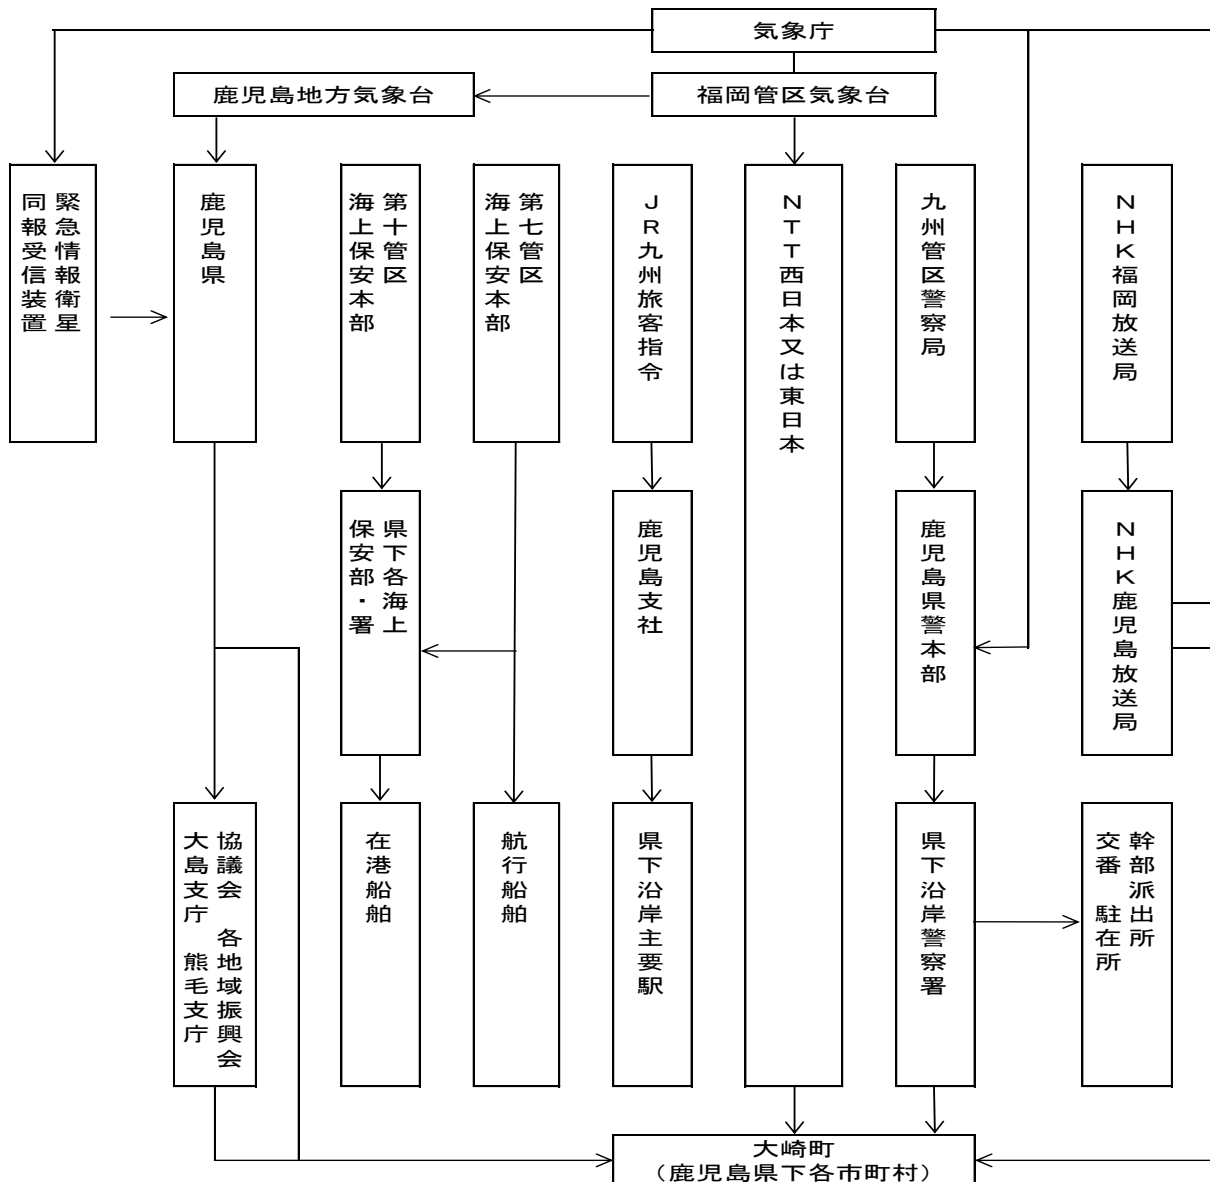 気象庁
鹿児島地方気象台
福岡管区気象台
緊急情報衛星
同報受信装置
鹿児島県
第十管区
海上保安本部
第七管区
海上保安本部
ＪＲ九州旅客指令
ＮＴＴ西日本又は東日本
九州管区警察局
ＮＨＫ福岡放送局
県下各海上
保安部・署
鹿児島支社
鹿児島県警本部
ＮＨＫ鹿児島放送局
協議会 各地域振興会
大島支庁 熊毛支庁
在港船舶
航行船舶
県下沿岸主要駅
県下沿岸警察署
幹部派出所
交番 駐在所
大崎町
（鹿児島県下各市町村）